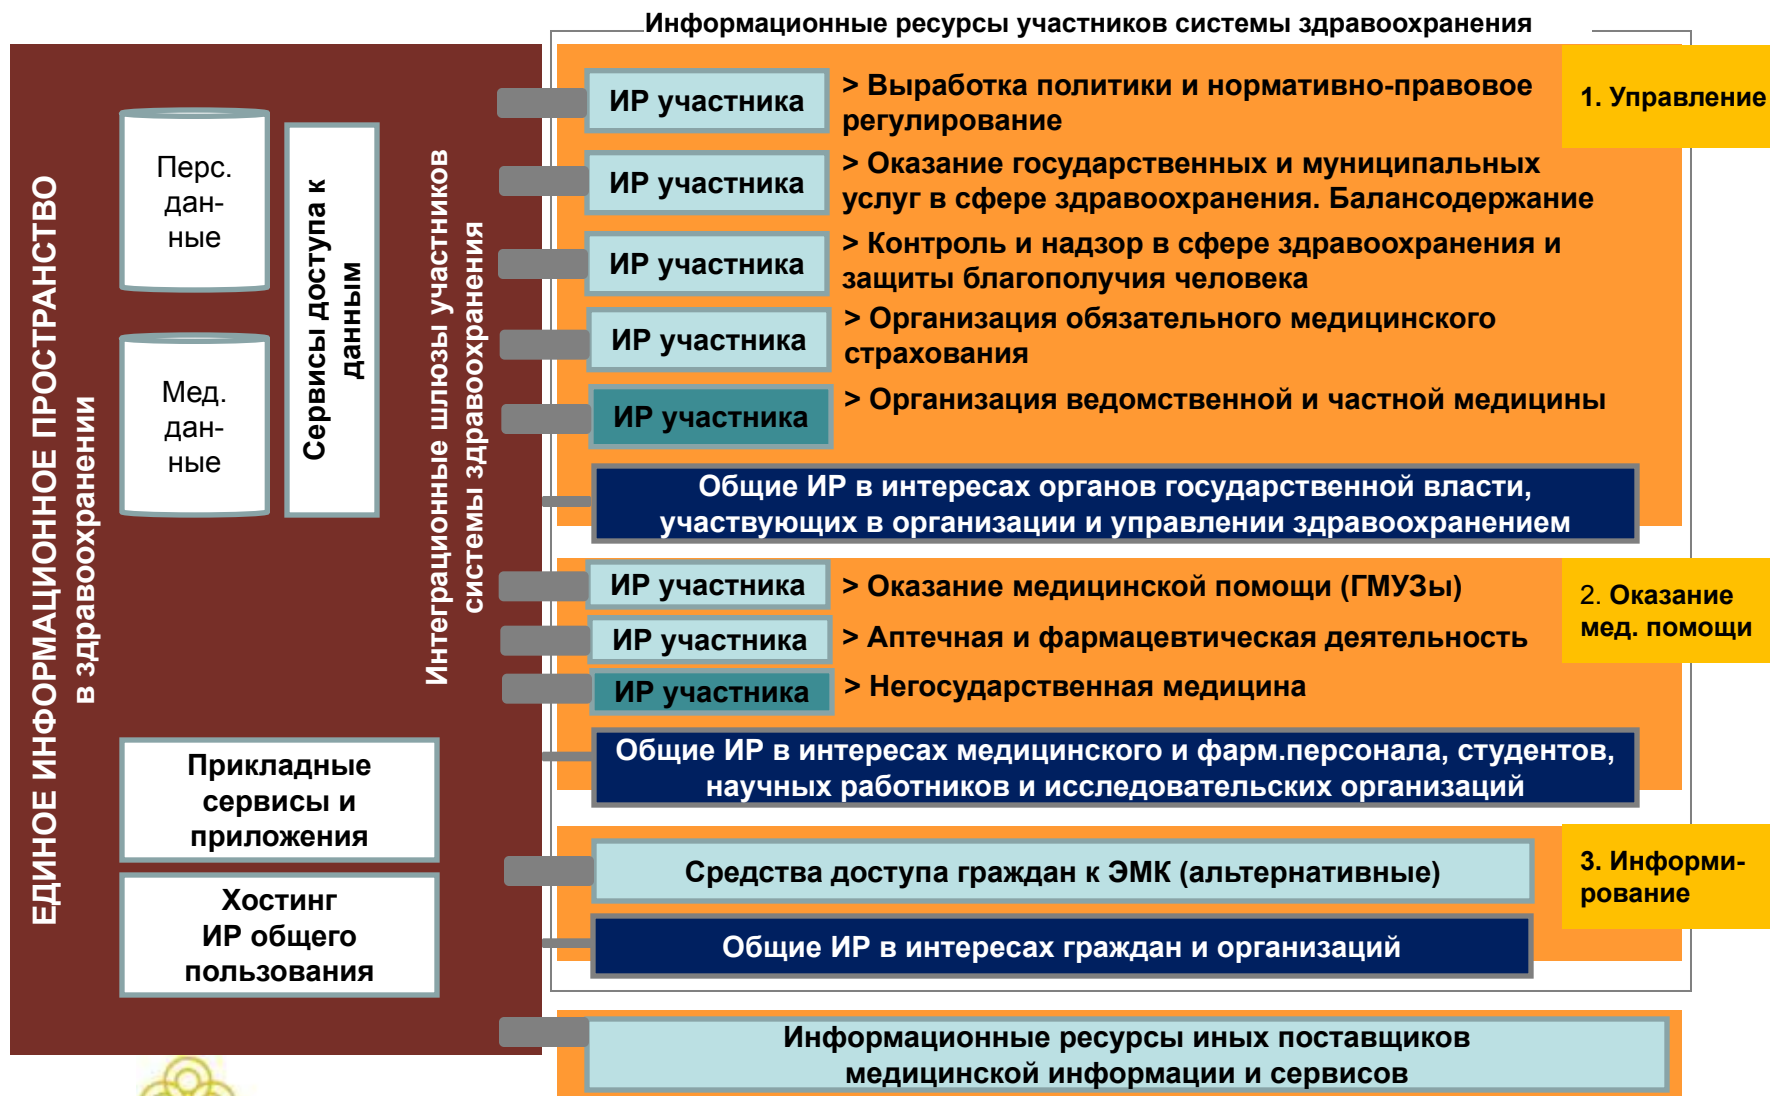 Информационные ресурсы участников системы здравоохранения
ЕДИНОЕ ИНФОРМАЦИОННОЕ ПРОСТРАНСТВО
в здравоохранении
Перс.
дан-
ные
Мед.
дан-
ные
Сервисы доступа к
данным
Интеграционные шлюзы участников
системы здравоохранения
Прикладные
сервисы и
приложения
Хостинг
ИР общего
пользования
1. Управление
ИР участника
> Выработка политики и нормативно-правовое
регулирование
ИР участника
> Оказание государственных и муниципальных
услуг в сфере здравоохранения. Балансодержание
ИР участника
> Контроль и надзор в сфере здравоохранения и
защиты благополучия человека
ИР участника
> Организация обязательного медицинского
страхования
ИР участника
> Организация ведомственной и частной медицины
Общие ИР в интересах органов государственной власти,
участвующих в организации и управлении здравоохранением
2. Оказание
мед. помощи
ИР участника
> Оказание медицинской помощи (ГМУЗы)
ИР участника
> Аптечная и фармацевтическая деятельность
ИР участника
> Негосударственная медицина
Общие ИР в интересах медицинского и фарм.персонала, студентов,
научных работников и исследовательских организаций
3. Информи-
рование
Средства доступа граждан к ЭМК (альтернативные)
Общие ИР в интересах граждан и организаций
Информационные ресурсы иных поставщиков
медицинской информации и сервисов